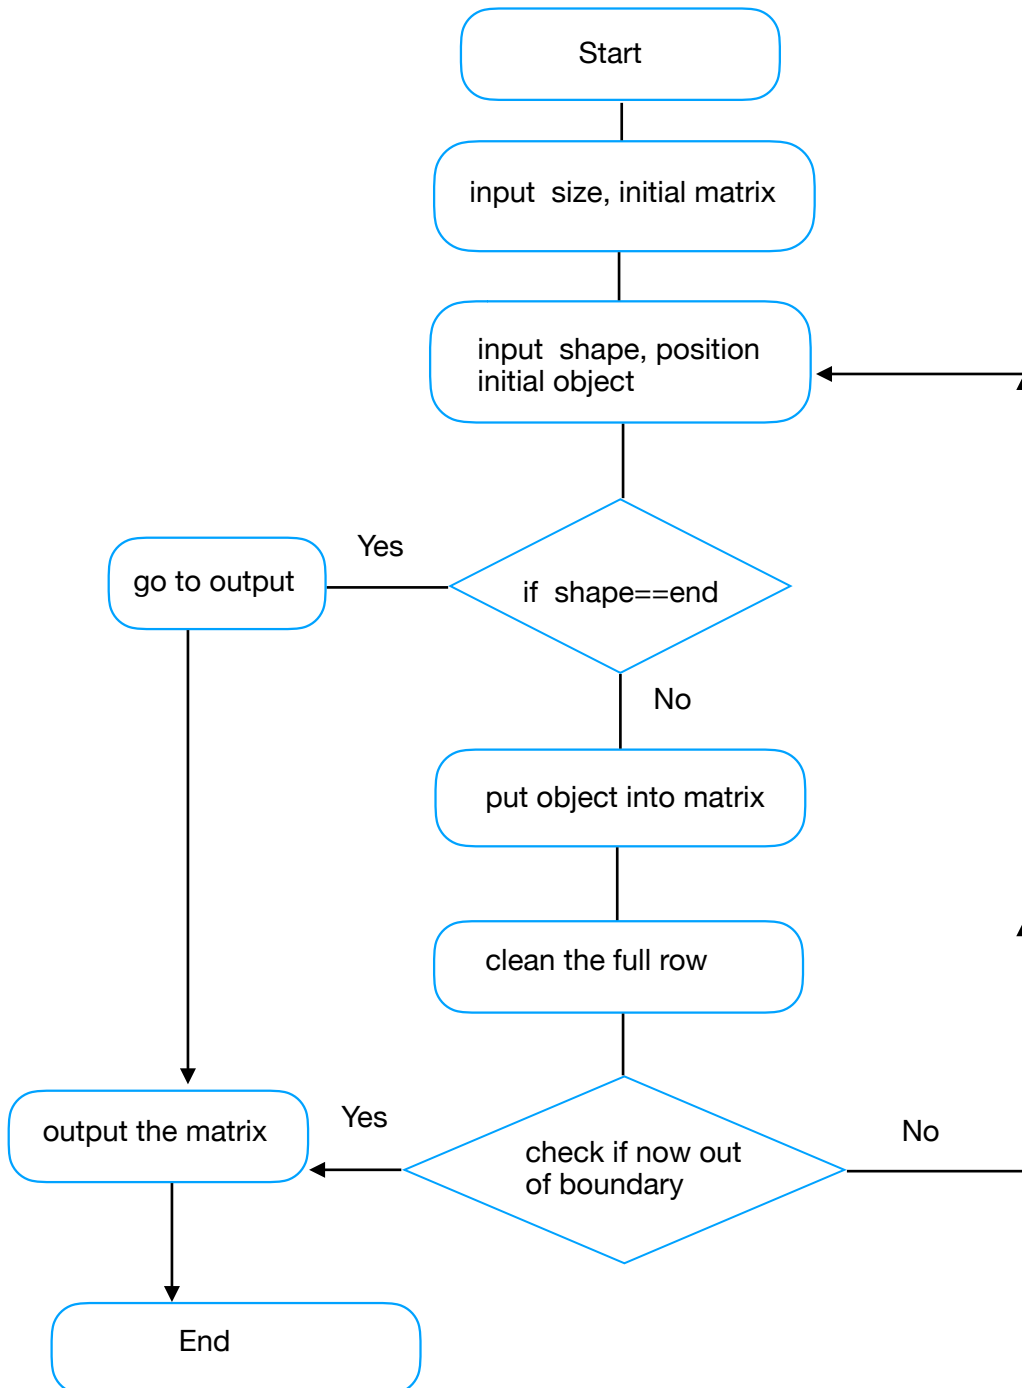 Start
input  size, initial matrix
input  shape, position
initial object
Yes
go to output
if  shape==end
No
put object into matrix
clean the full row
output the matrix
Yes
check if now out
of boundary
No
End